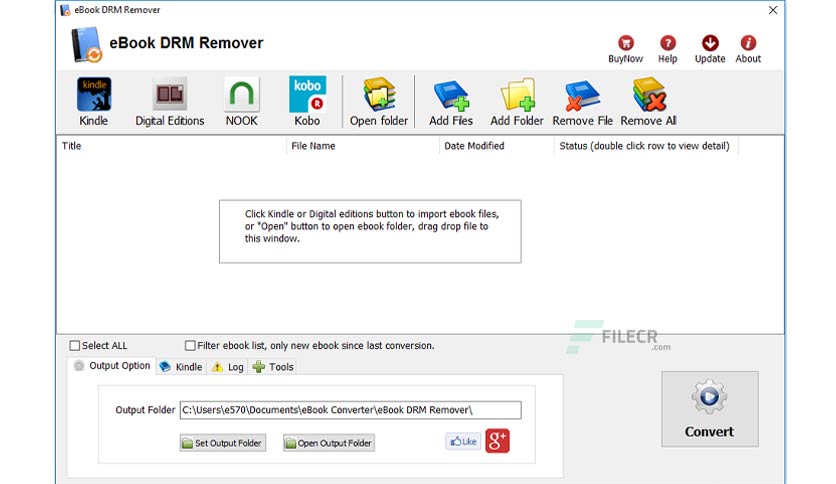 eBook DRM Remover
eBook DRM Remover
BuyNow Help Update About
kindle
kobo
R
Kindle Digital Editions NOOK Kobo Open folder Add Files Add Folder Remove File Remove All
Title File Name Date Modified Status (double click row to view detail)
Click Kindle or Digital editions button to import ebook files,
or "Open" button to open ebook folder, drag drop file to
this window.
FILECR
.com
Select ALL Filter ebook list, only new ebook since last conversion.
Output Option Kindle Log Tools
Output Folder C:\Users\e570\Documents\eBook Converter\eBook DRM Remover\
Set Output Folder Open Output Folder Like g+
Convert